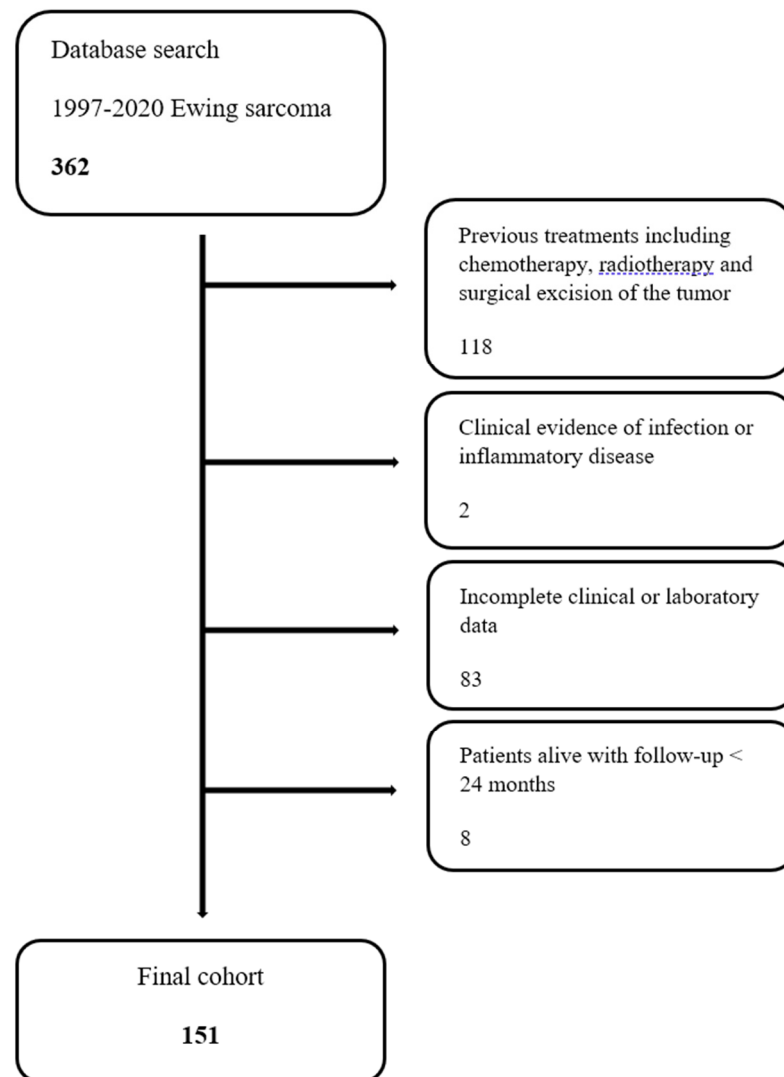 Database search
1997-2020 Ewing sarcoma
362
Previous treatments including
chemotherapy, radiotherapy and
surgical excision of the tumor
118
Clinical evidence of infection or
inflammatory disease
2
Incomplete clinical or laboratory
data
83
Patients alive with follow-up <
24 months
8
Final cohort
151